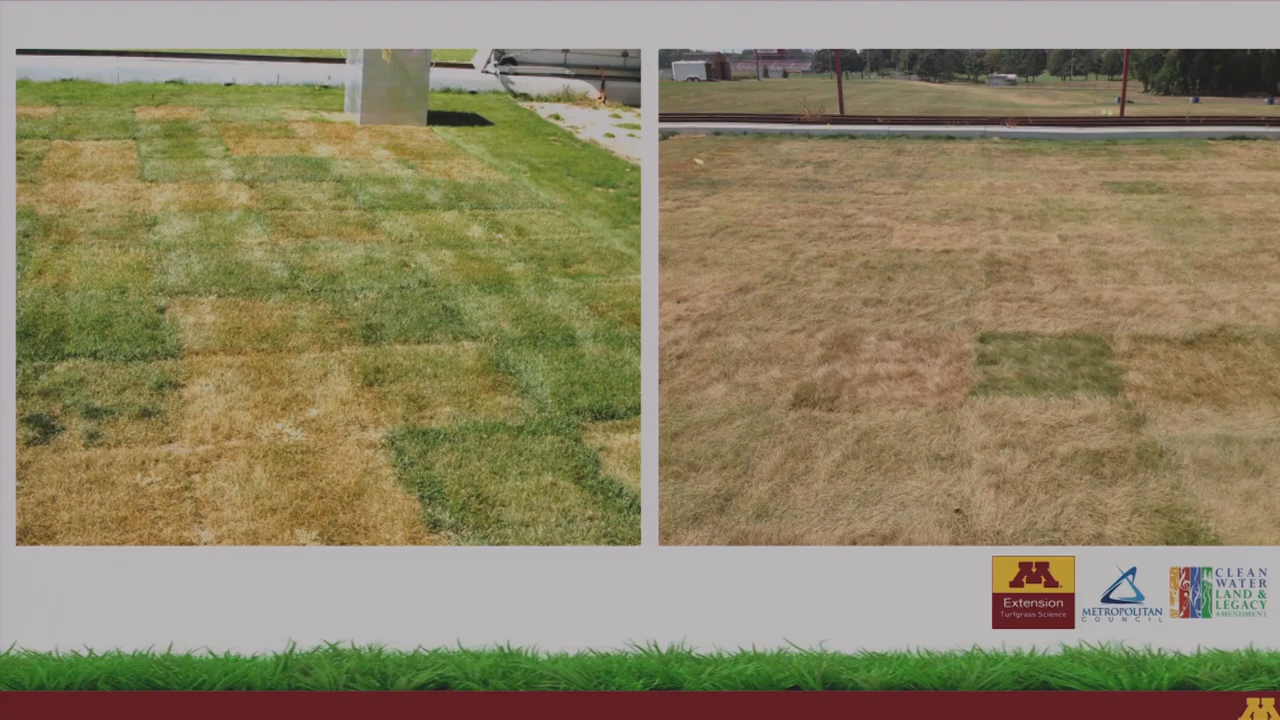 Extension
Turfgrass Science
METROPOLITAN
COUNCIL
CLEAN
WATER
LAND &
LEGACY
AMENDMENT